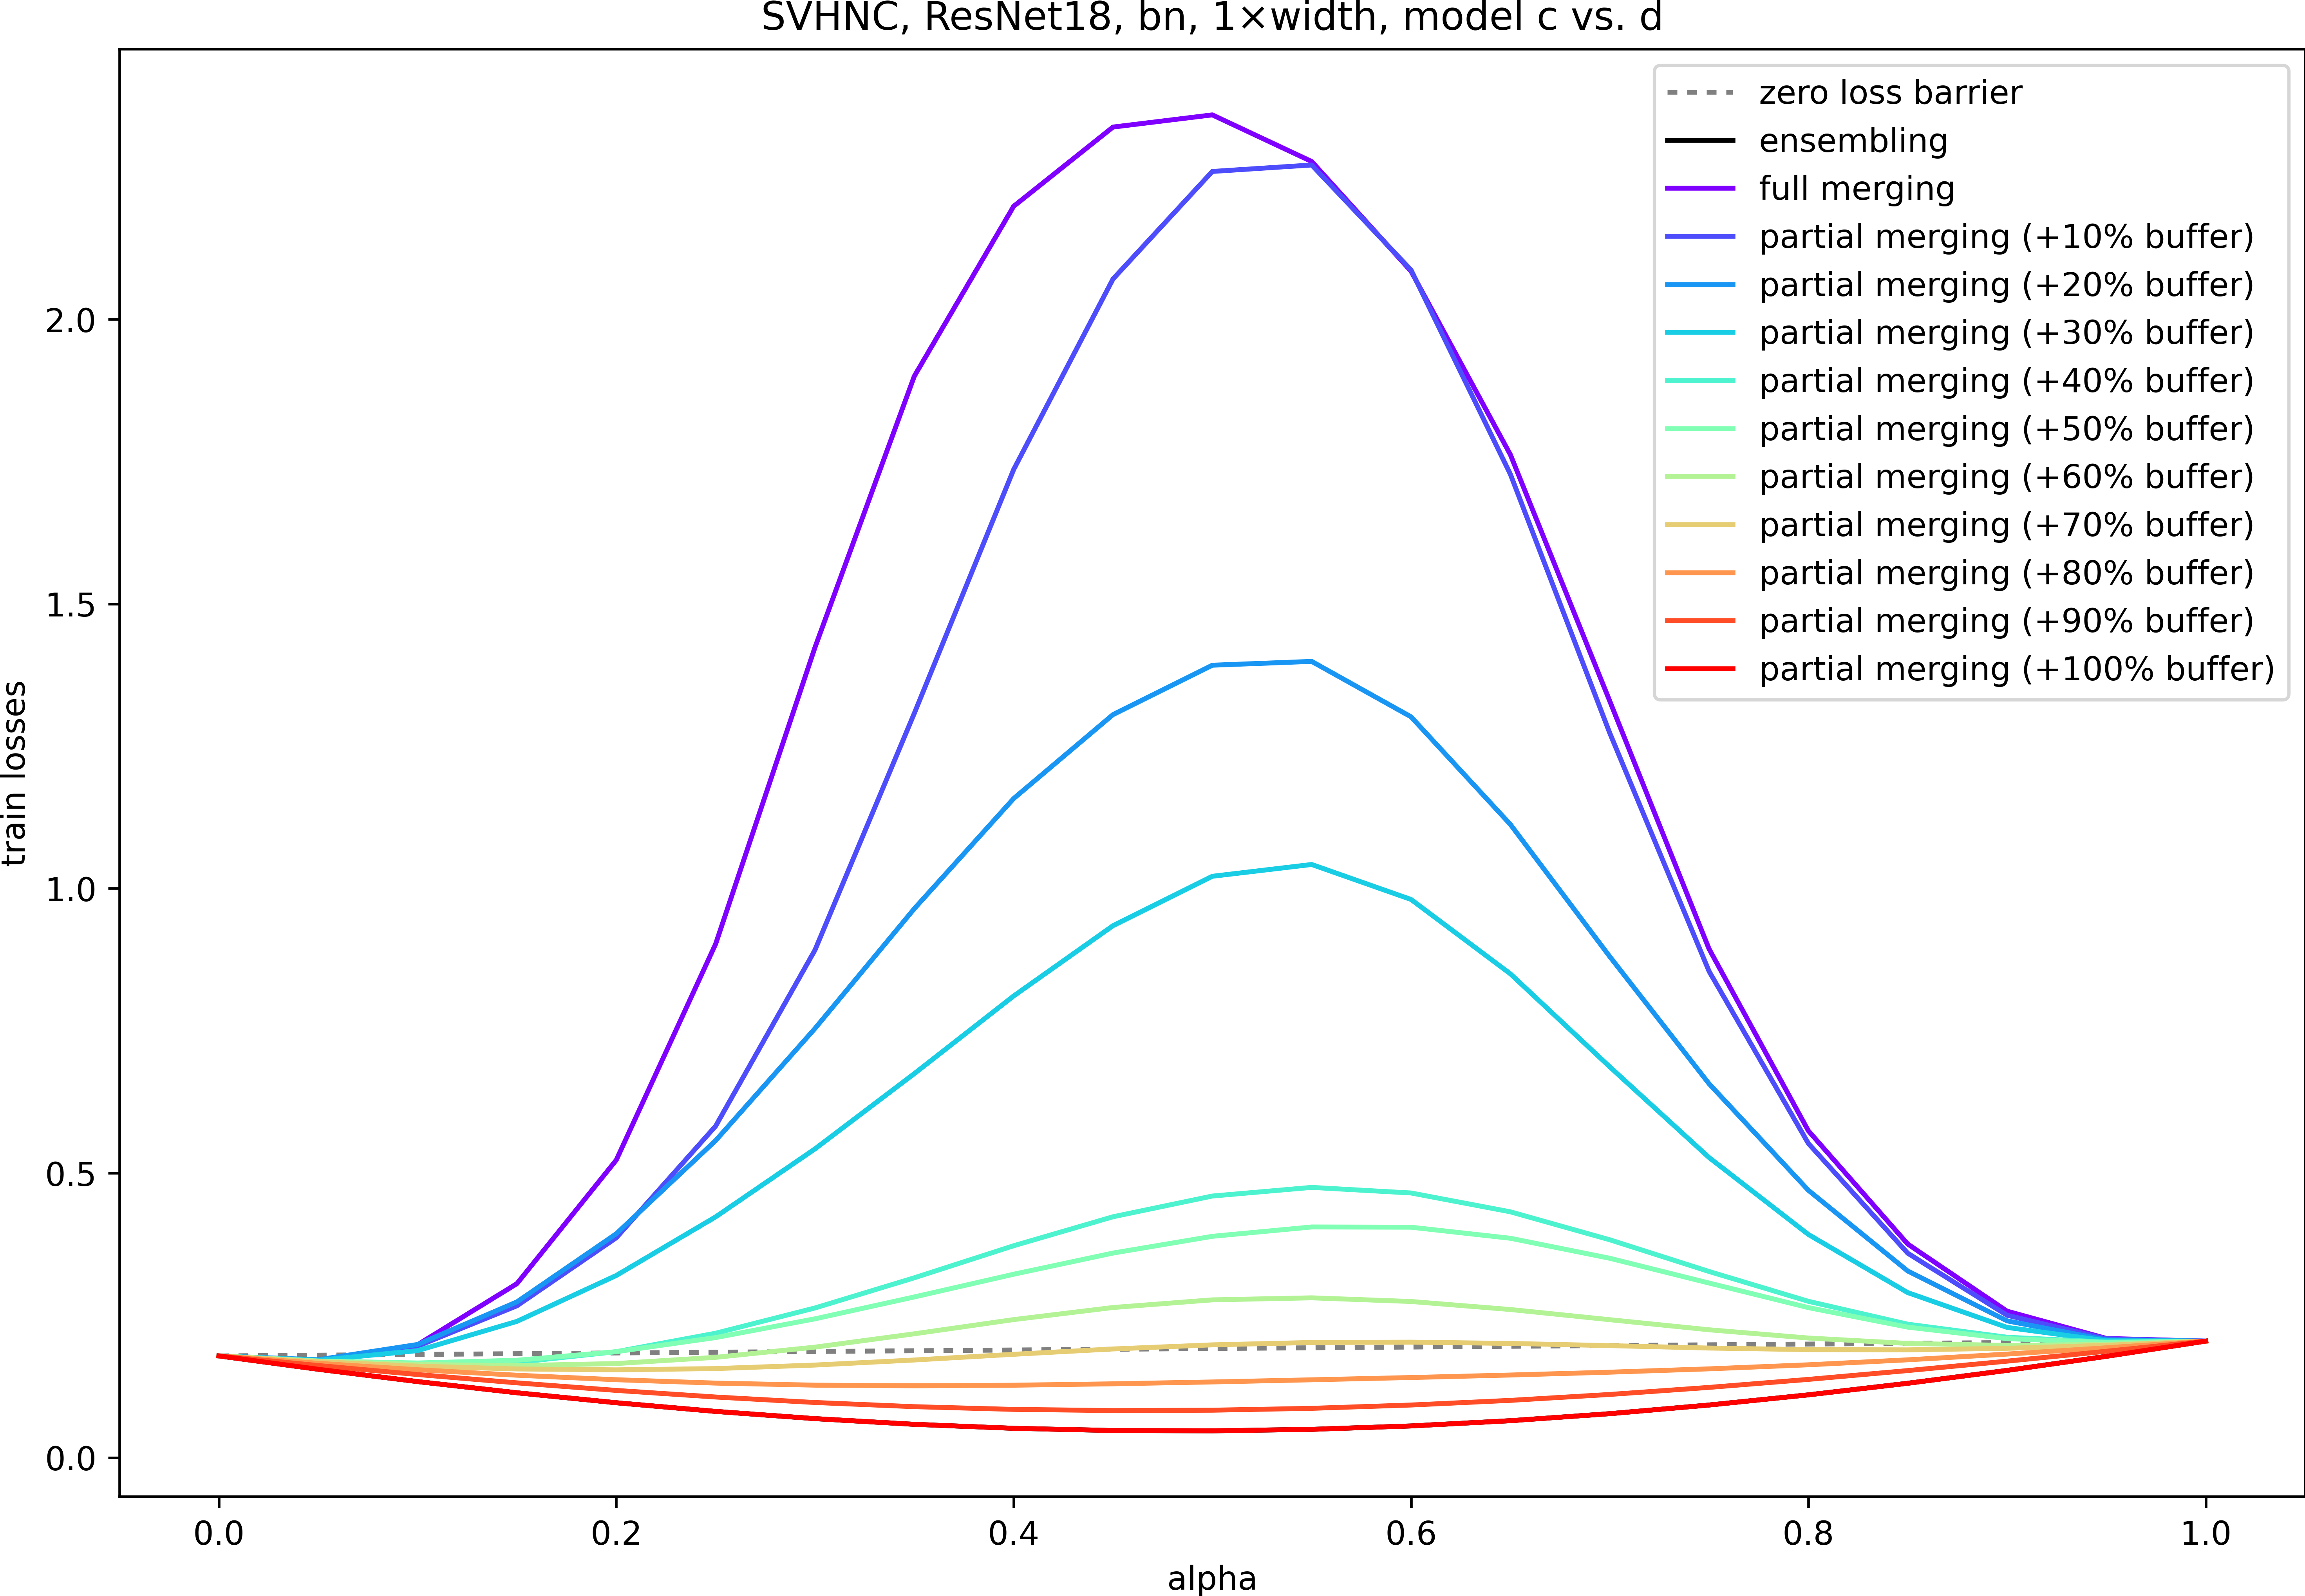 SVHNC, ResNet18, bn, 1×width, model c vs. d
zero loss barrier
ensembling
full merging
partial merging (+10% buffer)
partial merging (+20% buffer)
partial merging (+30% buffer)
partial merging (+40% buffer)
partial merging (+50% buffer)
partial merging (+60% buffer)
partial merging (+70% buffer)
partial merging (+80% buffer)
partial merging (+90% buffer)
partial merging (+100% buffer)
train losses
2.0
1.5
1.0
0.5
0.0
0.0 0.2 0.4 0.6 0.8 1.0
alpha